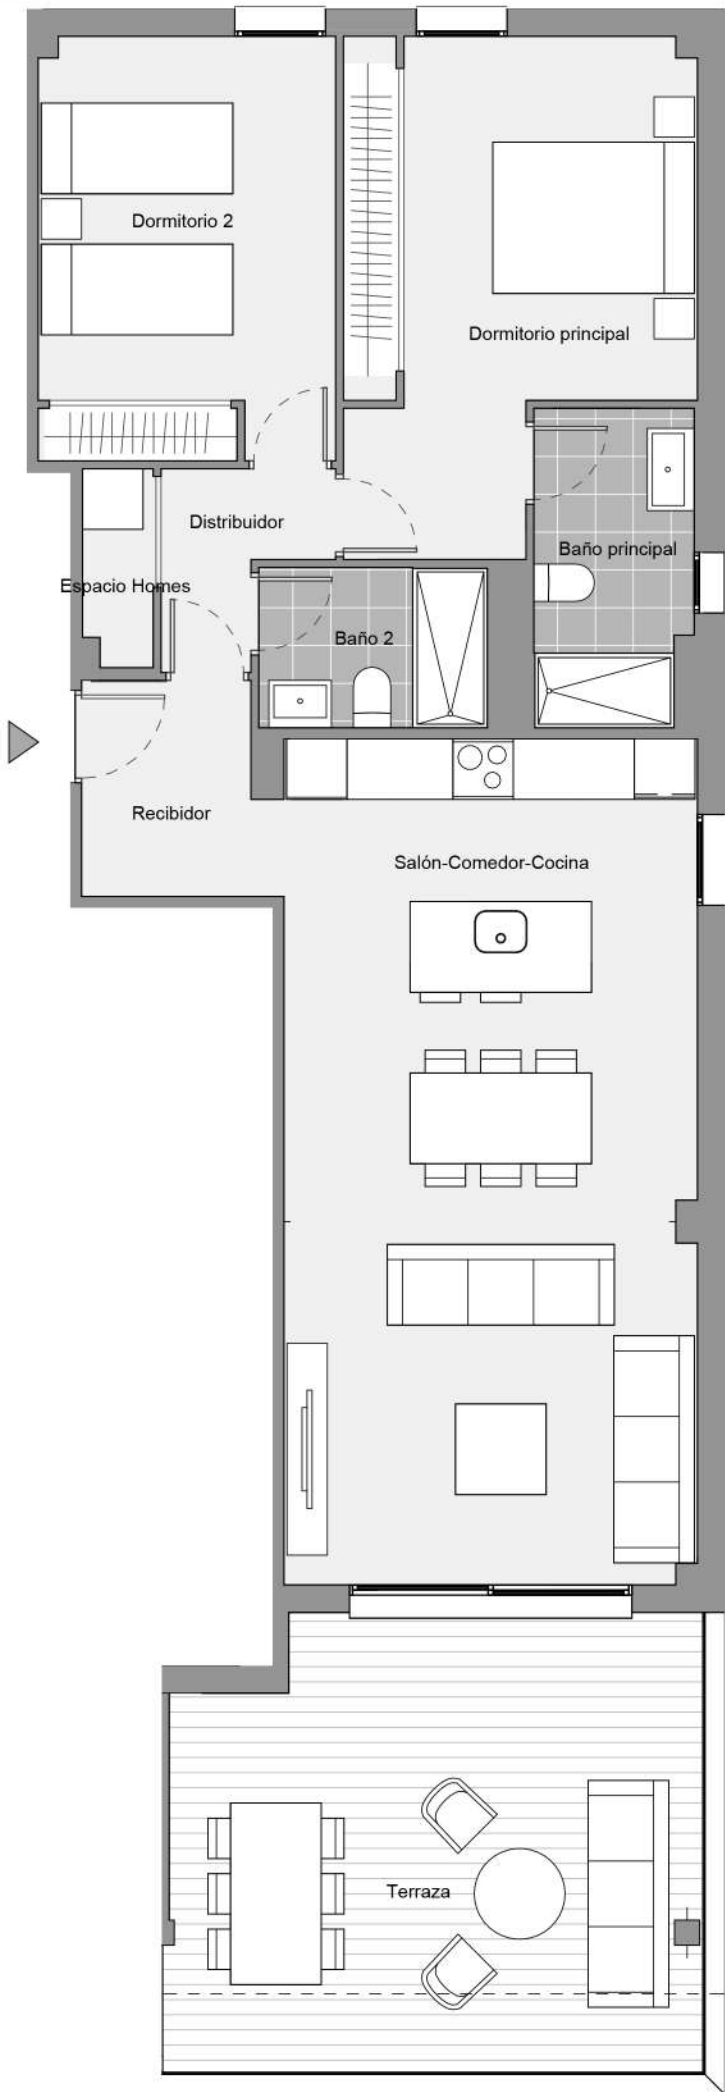 Dormitorio 2
Dormitorio principal
Distribuidor
Baño principal
Espacio Homes
Baño 2
Recibidor
Salón-Comedor-Cocina
Terraza